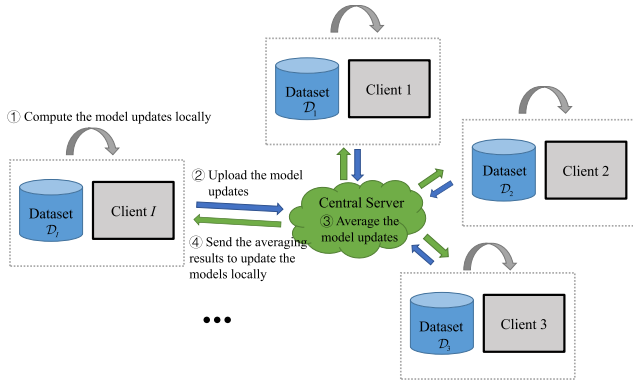 Dataset
𝒟₁
Client 1
① Compute the model updates locally
Dataset
𝒟₂
Client 2
② Upload the model
updates
Dataset
𝒟_I
Client I
Central Server
③ Average the
model updates
④ Send the averaging
results to update the
models locally
Dataset
𝒟₃
Client 3
•••